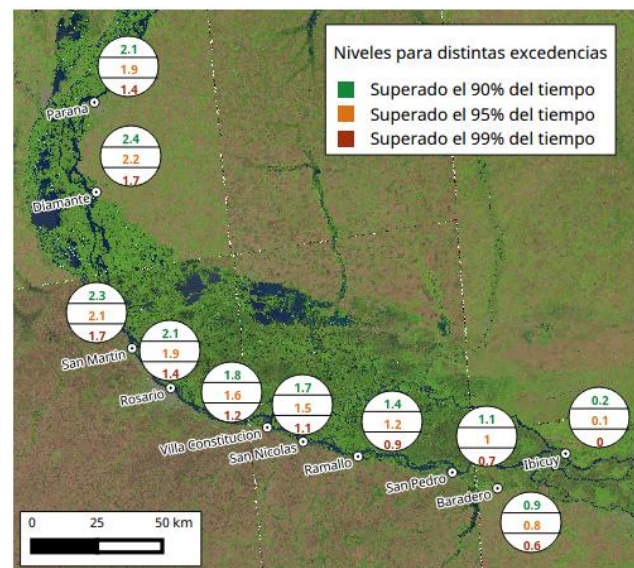 Niveles para distintas excedencias
Superado el 90% del tiempo
Superado el 95% del tiempo
Superado el 99% del tiempo
2.1
1.9
1.4
Parana
2.4
2.2
1.7
Diamante
2.3
2.1
1.7
San Martin
2.1
1.9
1.4
Rosario
1.8
1.6
1.2
Villa Constitucion
1.7
1.5
1.1
San Nicolas
1.4
1.2
0.9
Ramallo
1.1
1
0.7
San Pedro
0.2
0.1
0
Ibicuy
Baradero
0.9
0.8
0.6
0 25 50 km